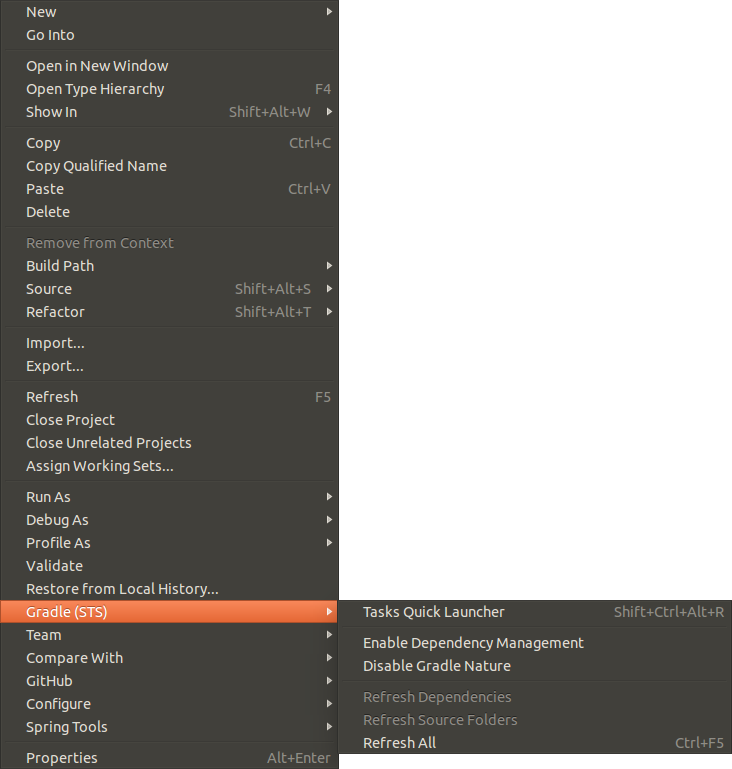 New
Go Into
Open in New Window
Open Type Hierarchy F4
Show In Shift+Alt+W
Copy Ctrl+C
Copy Qualified Name
Paste Ctrl+V
Delete
Remove from Context
Build Path
Source Shift+Alt+S
Refactor Shift+Alt+T
Import...
Export...
Refresh F5
Close Project
Close Unrelated Projects
Assign Working Sets...
Run As
Debug As
Profile As
Validate
Restore from Local History...
Gradle (STS)
Team
Compare With
GitHub
Configure
Spring Tools
Properties Alt+Enter
Tasks Quick Launcher Shift+Ctrl+Alt+R
Enable Dependency Management
Disable Gradle Nature
Refresh Dependencies
Refresh Source Folders
Refresh All Ctrl+F5